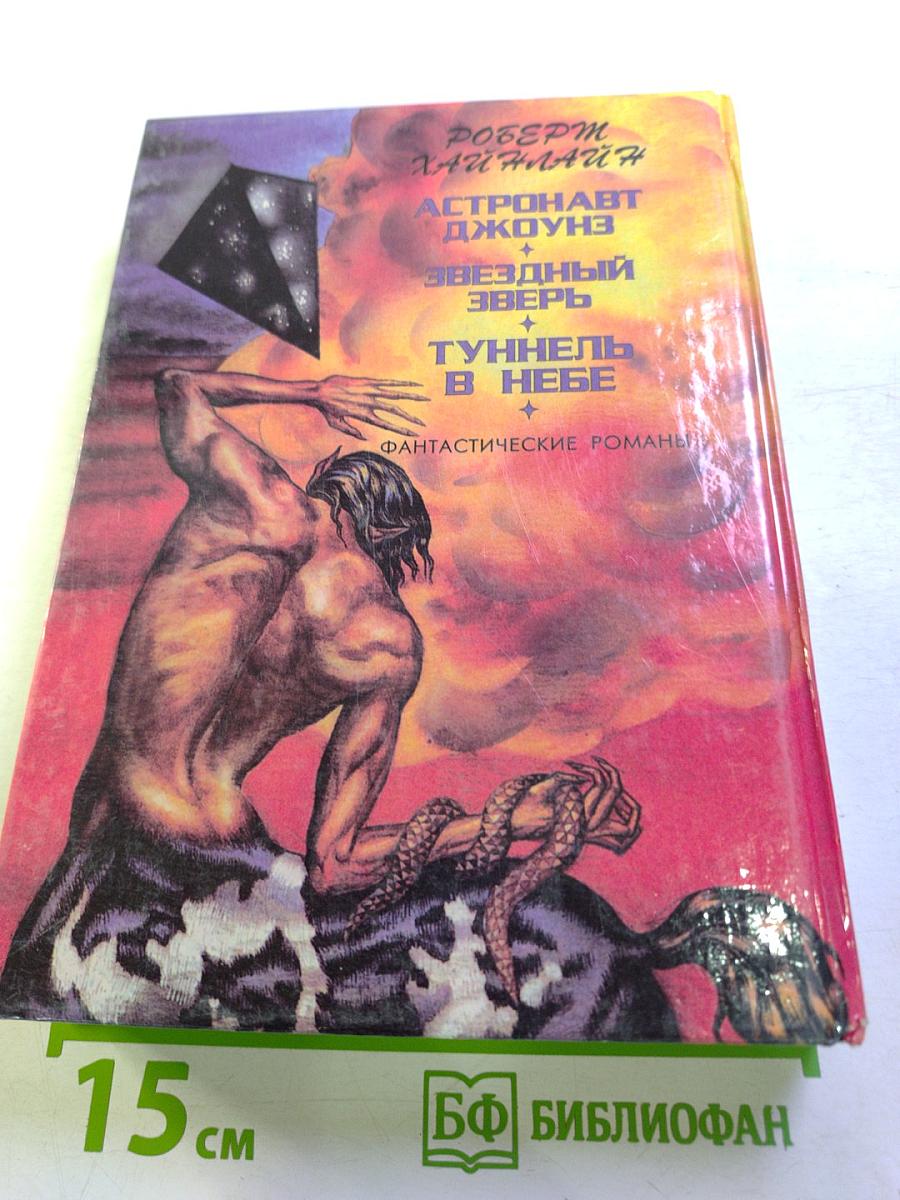 РОБЕРТ
ХАЙНЛАЙН
АСТРОНАВТ
ДЖОУНЗ
ЗВЕЗДНЫЙ
ЗВЕРЬ
ТУННЕЛЬ
В НЕБЕ
ФАНТАСТИЧЕСКИЕ РОМАНЫ
15 см
БФ БИБЛИОФАН